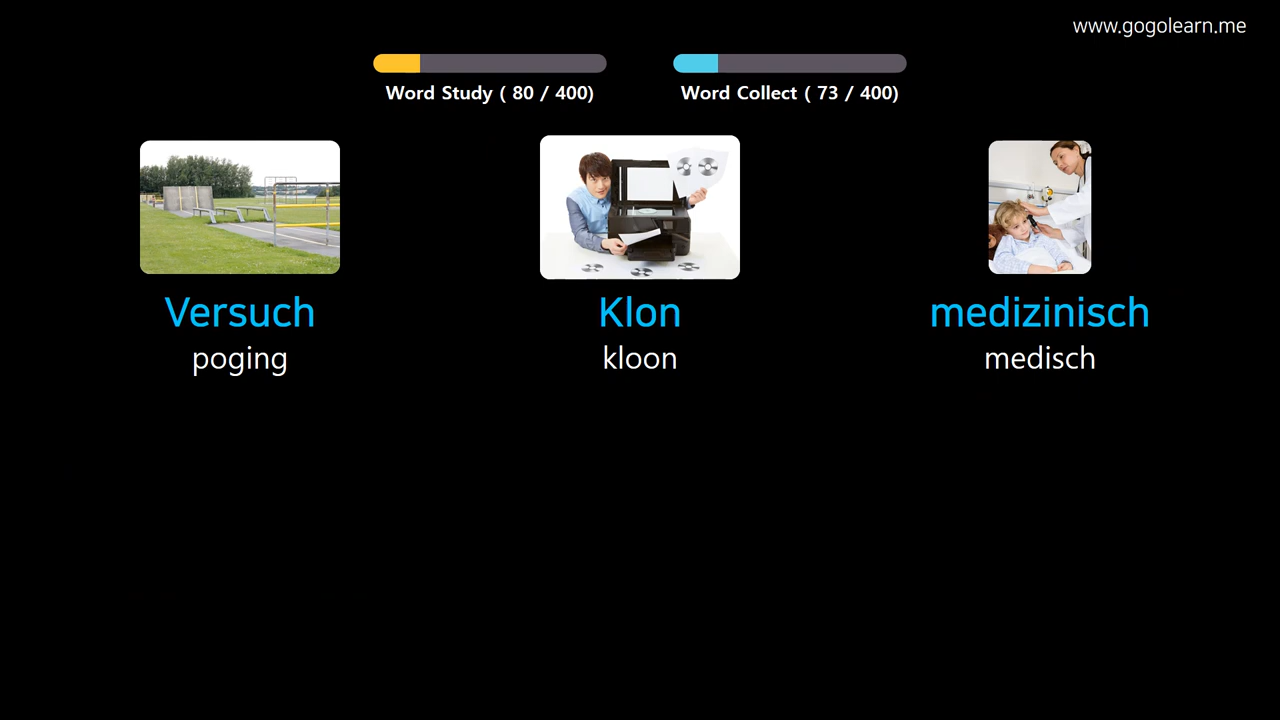 www.gogolearn.me
Word Study ( 80 / 400)
Word Collect ( 73 / 400)
Versuch
Klon
medizinisch
poging
kloon
medisch